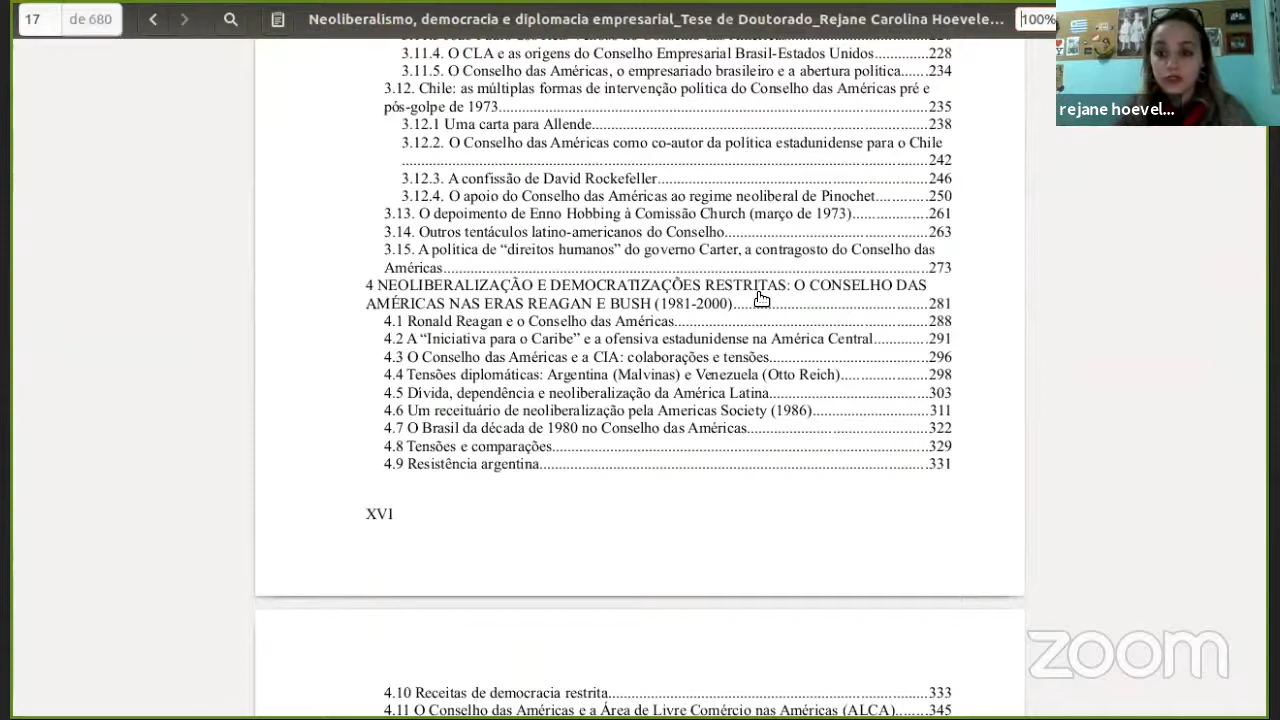 17 de 680 Neoliberalismo, democracia e diplomacia empresarial_Tese de Doutorado_Rejane Carolina Hoevele... 100%
rejane hoevel...
3.11.4. O CLA e as origens do Conselho Empresarial Brasil-Estados Unidos 228
3.11.5. O Conselho das Américas, o empresariado brasileiro e a abertura política 234
3.12. Chile: as múltiplas formas de intervenção política do Conselho das Américas pré e
pós-golpe de 1973 235
3.12.1 Uma carta para Allende 238
3.12.2. O Conselho das Américas como co-autor da política estadunidense para o Chile
242
3.12.3. A confissão de David Rockefeller 246
3.12.4. O apoio do Conselho das Américas ao regime neoliberal de Pinochet 250
3.13. O depoimento de Enno Hobbing à Comissão Church (março de 1973) 261
3.14. Outros tentáculos latino-americanos do Conselho 263
3.15. A política de “direitos humanos” do governo Carter, a contragosto do Conselho das
Américas 273
4 NEOLIBERALIZAÇÃO E DEMOCRATIZAÇÕES RESTRITAS: O CONSELHO DAS
AMÉRICAS NAS ERAS REAGAN E BUSH (1981-2000) 281
4.1 Ronald Reagan e o Conselho das Américas 288
4.2 A “Iniciativa para o Caribe” e a ofensiva estadunidense na América Central 291
4.3 O Conselho das Américas e a CIA: colaborações e tensões 296
4.4 Tensões diplomáticas: Argentina (Malvinas) e Venezuela (Otto Reich) 298
4.5 Dívida, dependência e neoliberalização da América Latina 303
4.6 Um receituário de neoliberalização pela Americas Society (1986) 311
4.7 O Brasil da década de 1980 no Conselho das Américas 322
4.8 Tensões e comparações 329
4.9 Resistência argentina 331
XVI
zoom
4.10 Receitas de democracia restrita 333
4.11 O Conselho das Américas e a Área de Livre Comércio nas Américas (ALCA) 345